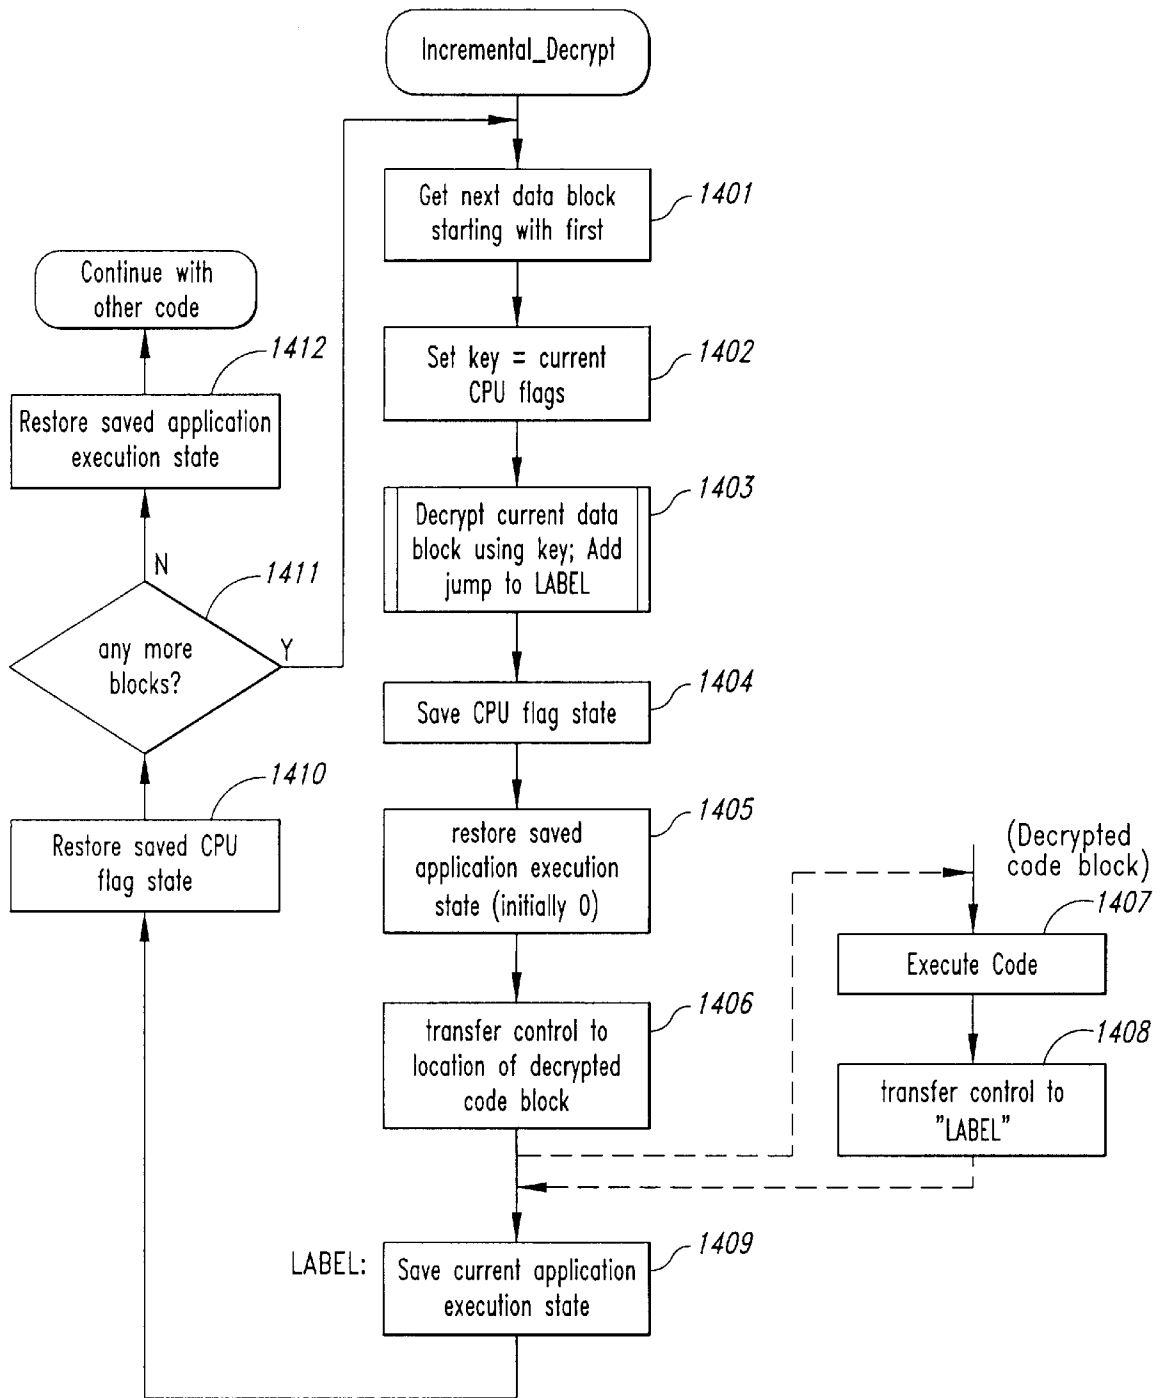 Incremental_Decrypt
Get next data block
starting with first
1401
Set key = current
CPU flags
1402
Decrypt current data
block using key; Add
jump to LABEL
1403
Save CPU flag state
1404
restore saved
application execution
state (initially 0)
1405
transfer control to
location of decrypted
code block
1406
(Decrypted
code block)
Execute Code
1407
transfer control to
"LABEL"
1408
LABEL:
Save current application
execution state
1409
Restore saved CPU
flag state
1410
any more
blocks?
1411
Y
N
Restore saved application
execution state
1412
Continue with
other code